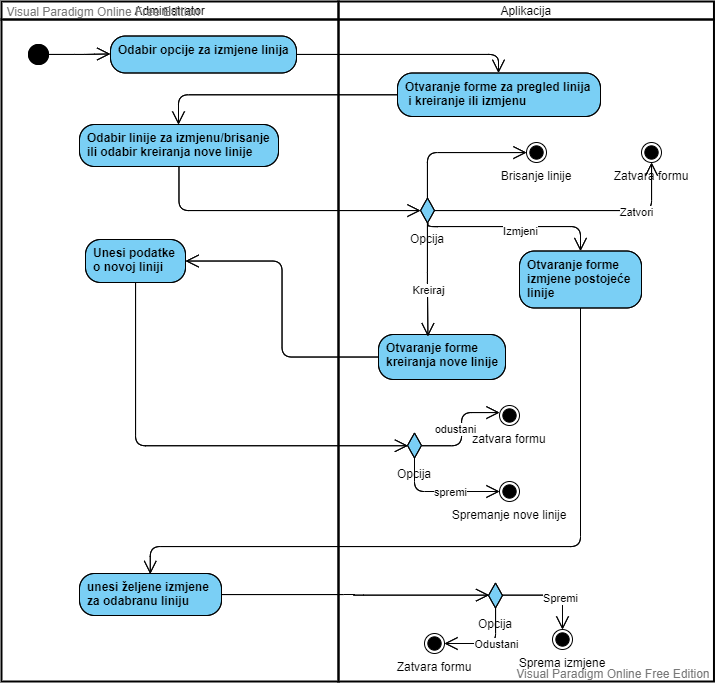 Visual Paradigm Online Free Edition
Administrator
Aplikacija
Odabir opcije za izmjene linija
Otvaranje forme za pregled linija
i kreiranje ili izmjenu
Odabir linije za izmjenu/brisanje
ili odabir kreiranja nove linije
Brisanje linije
Zatvara formu
Zatvori
Opcija
Izmjeni
Unesi podatke
o novoj liniji
Otvaranje forme
izmjene postojeće
linije
Kreiraj
Otvaranje forme
kreiranja nove linije
odustani
zatvara formu
Opcija
spremi
Spremanje nove linije
unesi željene izmjene
za odabranu liniju
Spremi
Opcija
Odustani
Zatvara formu
Sprema izmjene
Visual Paradigm Online Free Edition